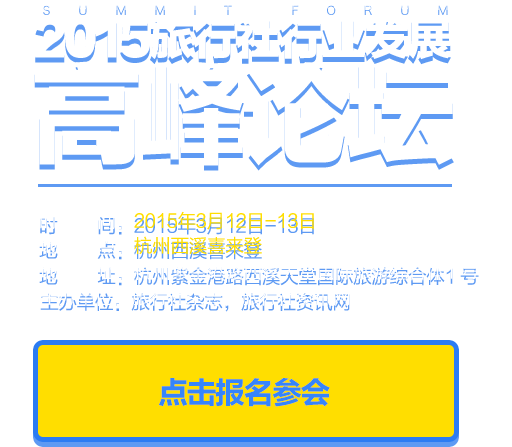 SUMMIT FORUM
2015旅行社行业发展
高峰论坛
时 间：2015年3月12日-13日
地 点：杭州西溪喜来登
地 址：杭州紫金港路西溪天堂国际旅游综合体1号
主办单位：旅行社杂志，旅行社资讯网
点击报名参会